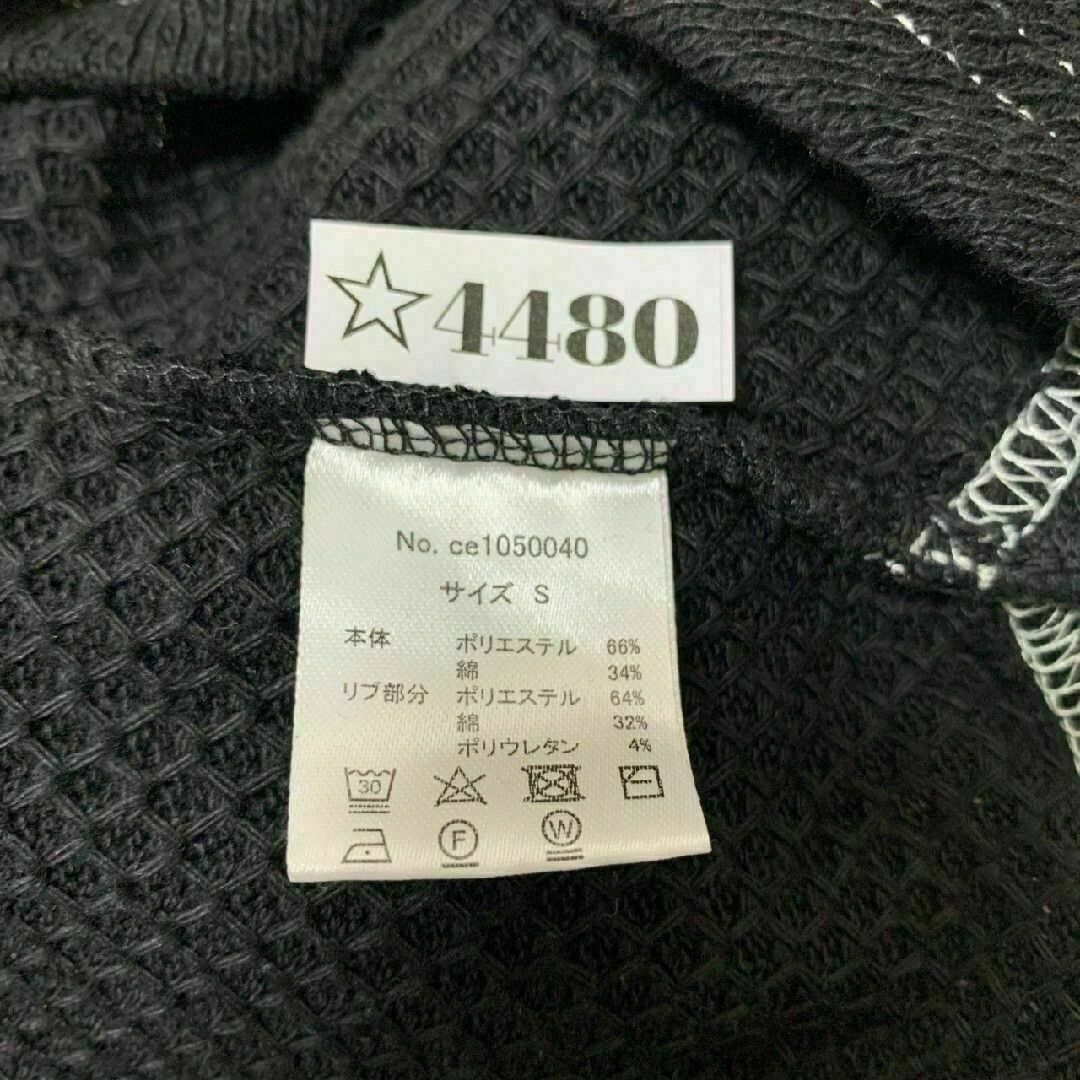 ☆4480
No. ce1050040
サイズ S
本体 ポリエステル 66%
綿 34%
リブ部分 ポリエステル 64%
綿 32%
ポリウレタン 4%
30
F W